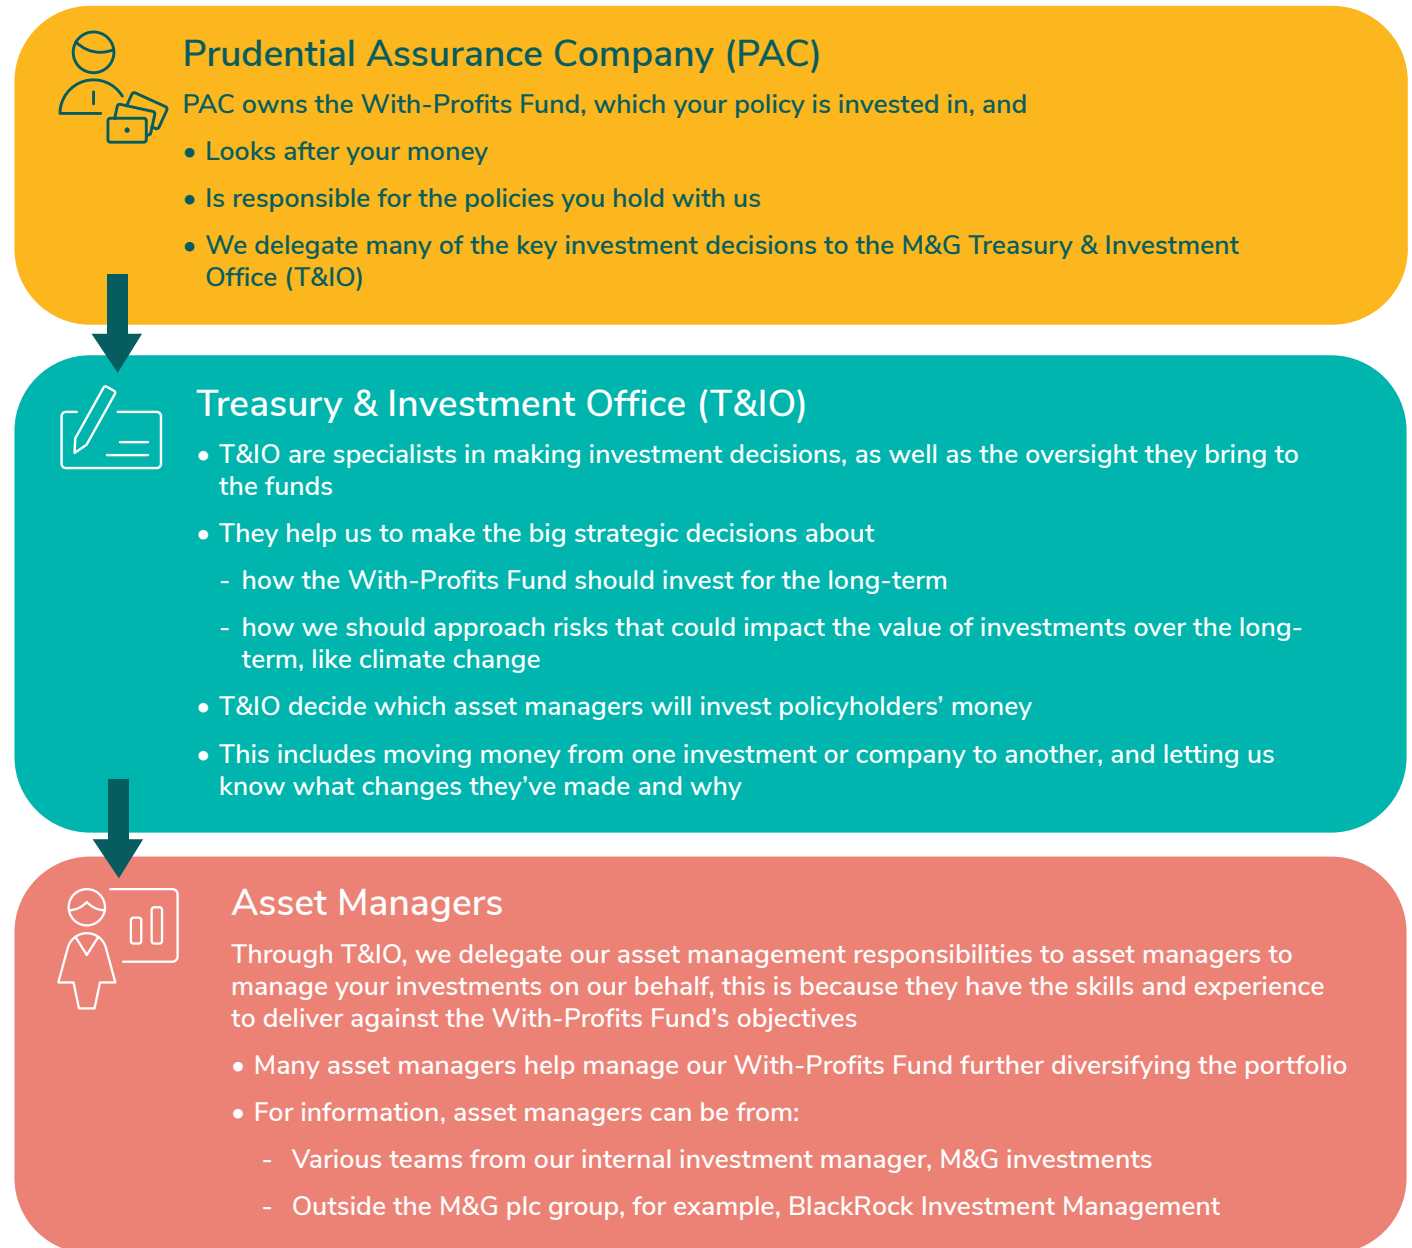 Prudential Assurance Company (PAC)
PAC owns the With-Profits Fund, which your policy is invested in, and
• Looks after your money
• Is responsible for the policies you hold with us
• We delegate many of the key investment decisions to the M&G Treasury & Investment
Office (T&IO)
Treasury & Investment Office (T&IO)
• T&IO are specialists in making investment decisions, as well as the oversight they bring to
the funds
• They help us to make the big strategic decisions about
- how the With-Profits Fund should invest for the long-term
- how we should approach risks that could impact the value of investments over the long-
term, like climate change
• T&IO decide which asset managers will invest policyholders’ money
• This includes moving money from one investment or company to another, and letting us
know what changes they’ve made and why
Asset Managers
Through T&IO, we delegate our asset management responsibilities to asset managers to
manage your investments on our behalf, this is because they have the skills and experience
to deliver against the With-Profits Fund’s objectives
• Many asset managers help manage our With-Profits Fund further diversifying the portfolio
• For information, asset managers can be from:
- Various teams from our internal investment manager, M&G investments
- Outside the M&G plc group, for example, BlackRock Investment Management